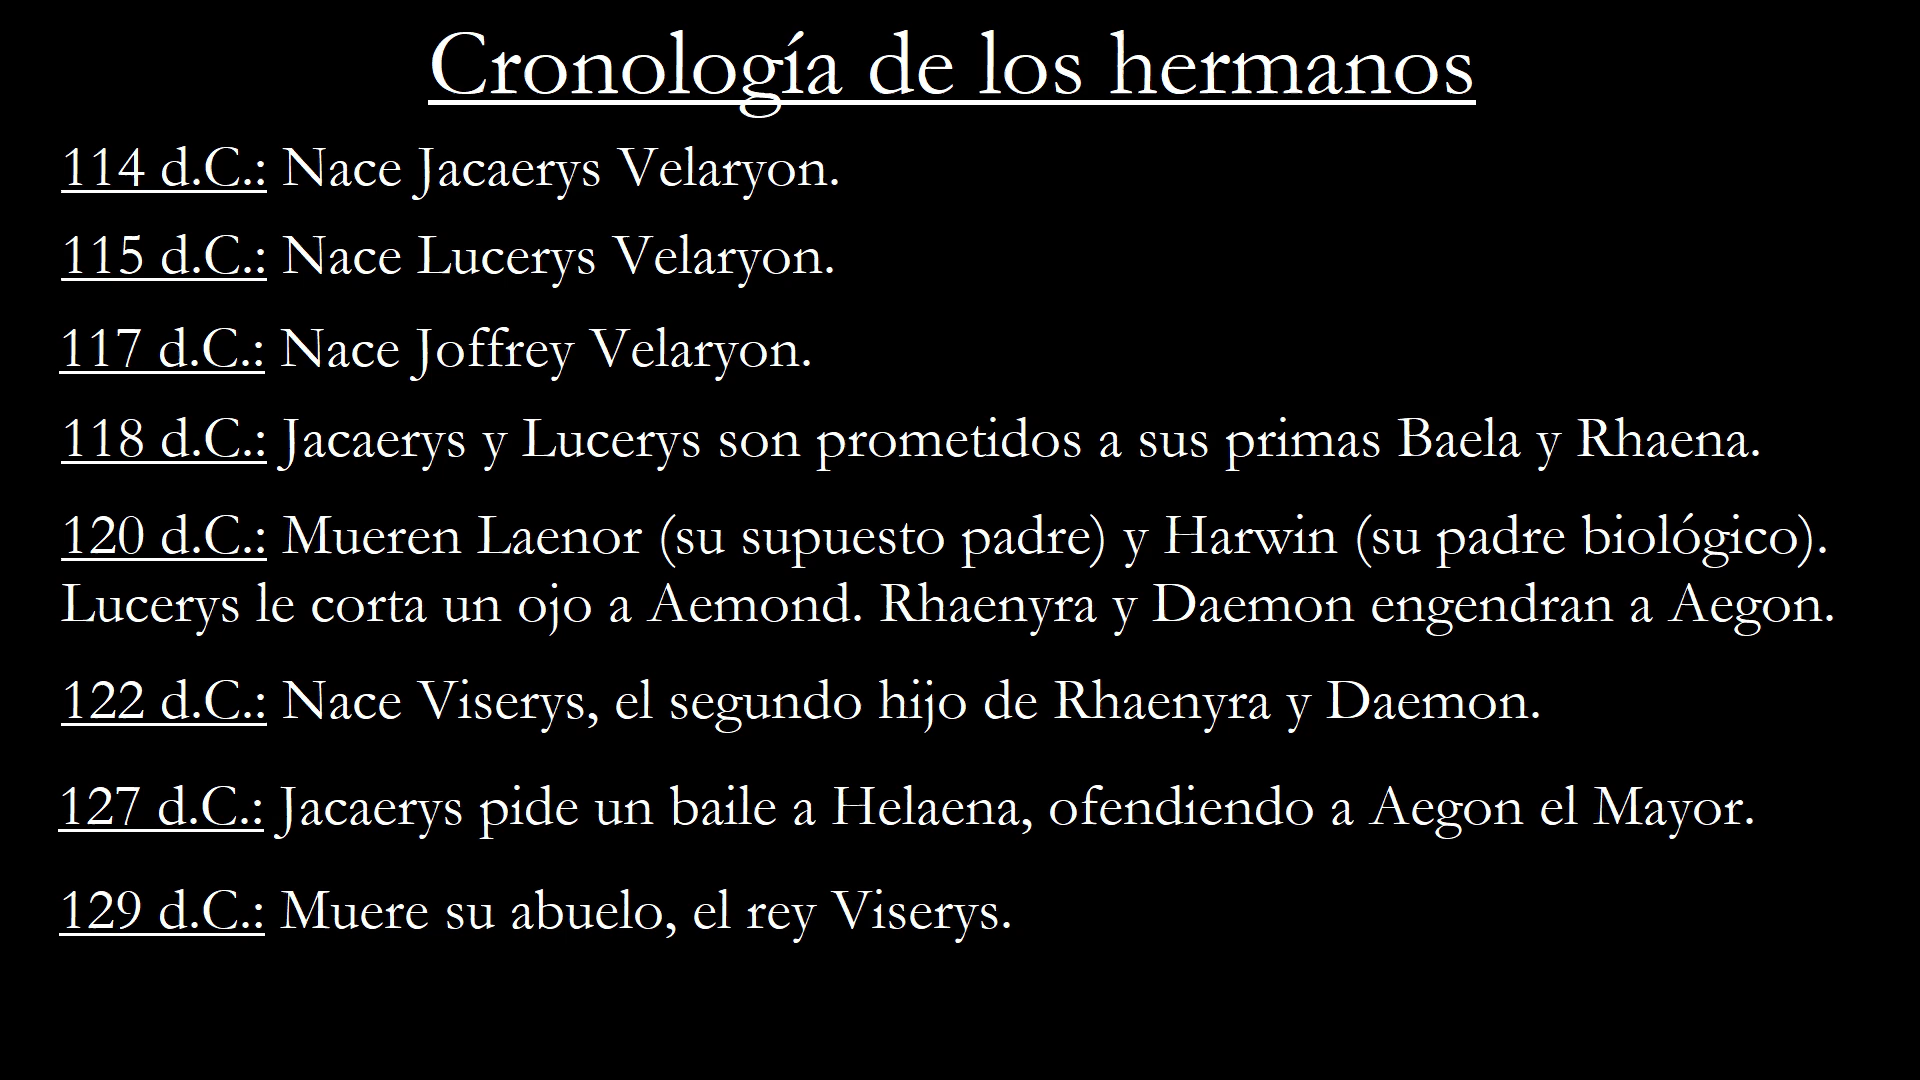 Cronología de los hermanos
114 d.C.: Nace Jacaerys Velaryon.
115 d.C.: Nace Lucerys Velaryon.
117 d.C.: Nace Joffrey Velaryon.
118 d.C.: Jacaerys y Lucerys son prometidos a sus primas Baela y Rhaena.
120 d.C.: Mueren Laenor (su supuesto padre) y Harwin (su padre biológico).
Lucerys le corta un ojo a Aemond. Rhaenyra y Daemon engendran a Aegon.
122 d.C.: Nace Viserys, el segundo hijo de Rhaenyra y Daemon.
127 d.C.: Jacaerys pide un baile a Helaena, ofendiendo a Aegon el Mayor.
129 d.C.: Muere su abuelo, el rey Viserys.